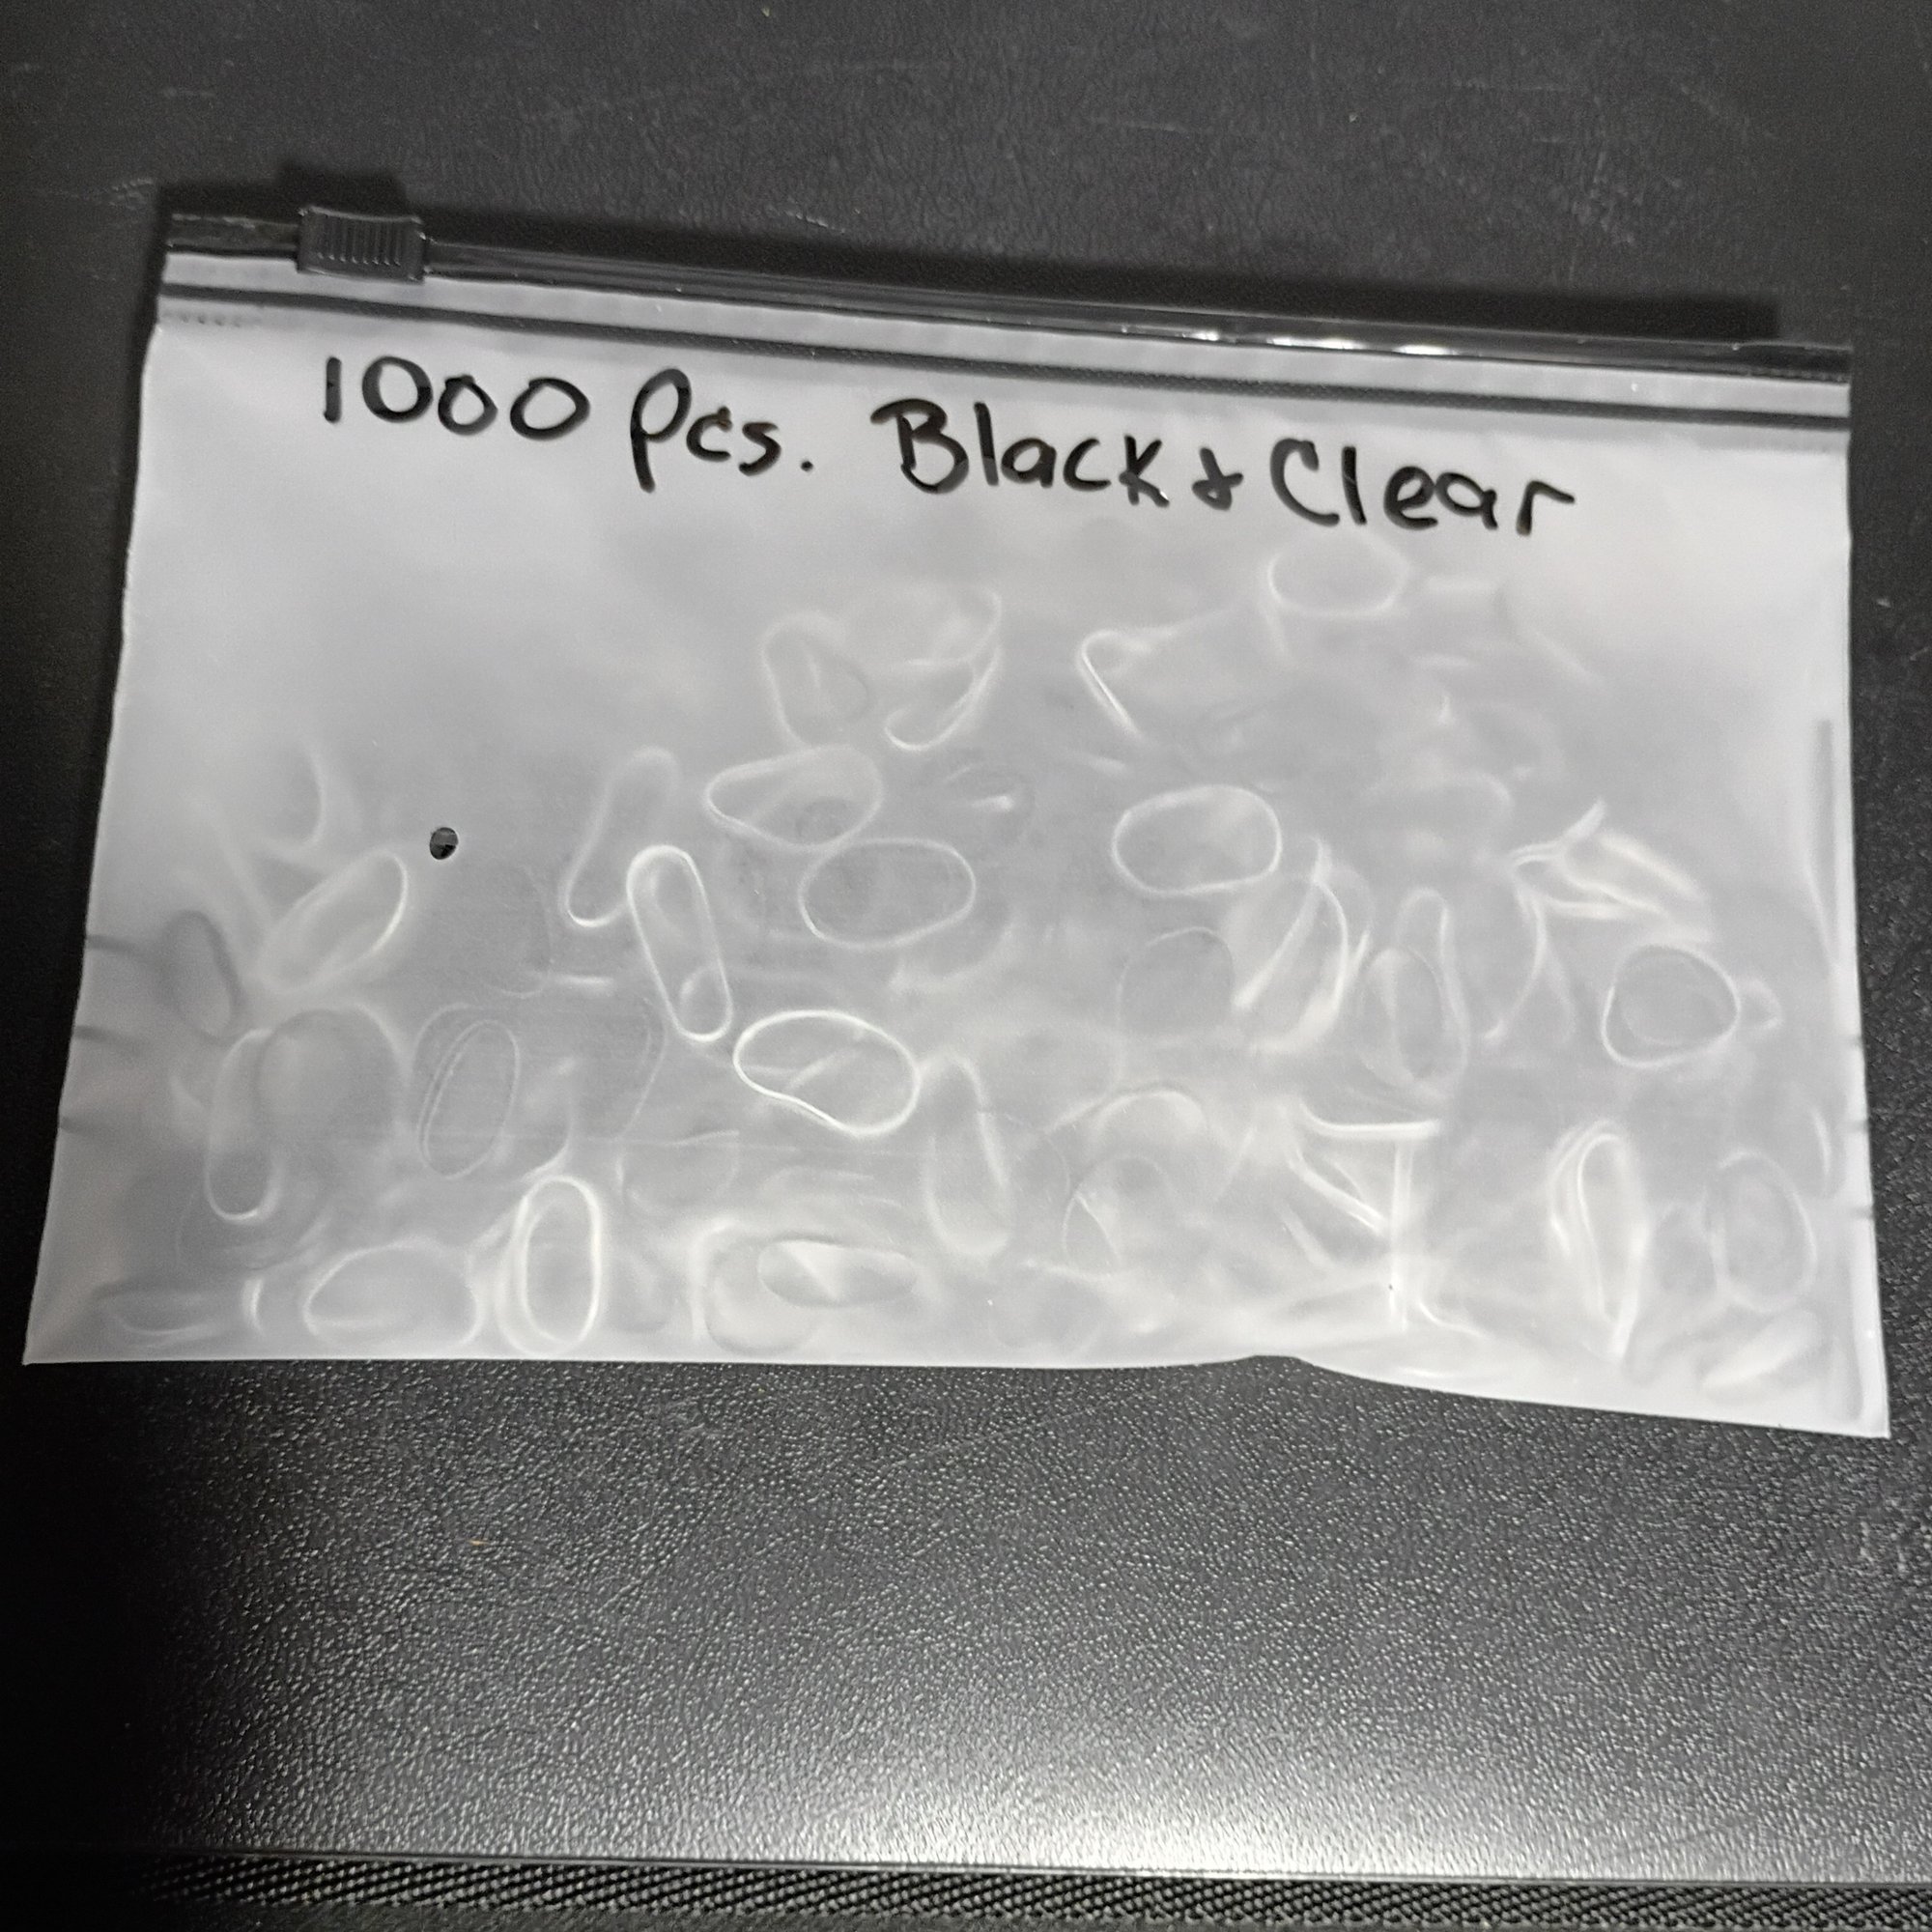 1000 Pcs. Black & Clear